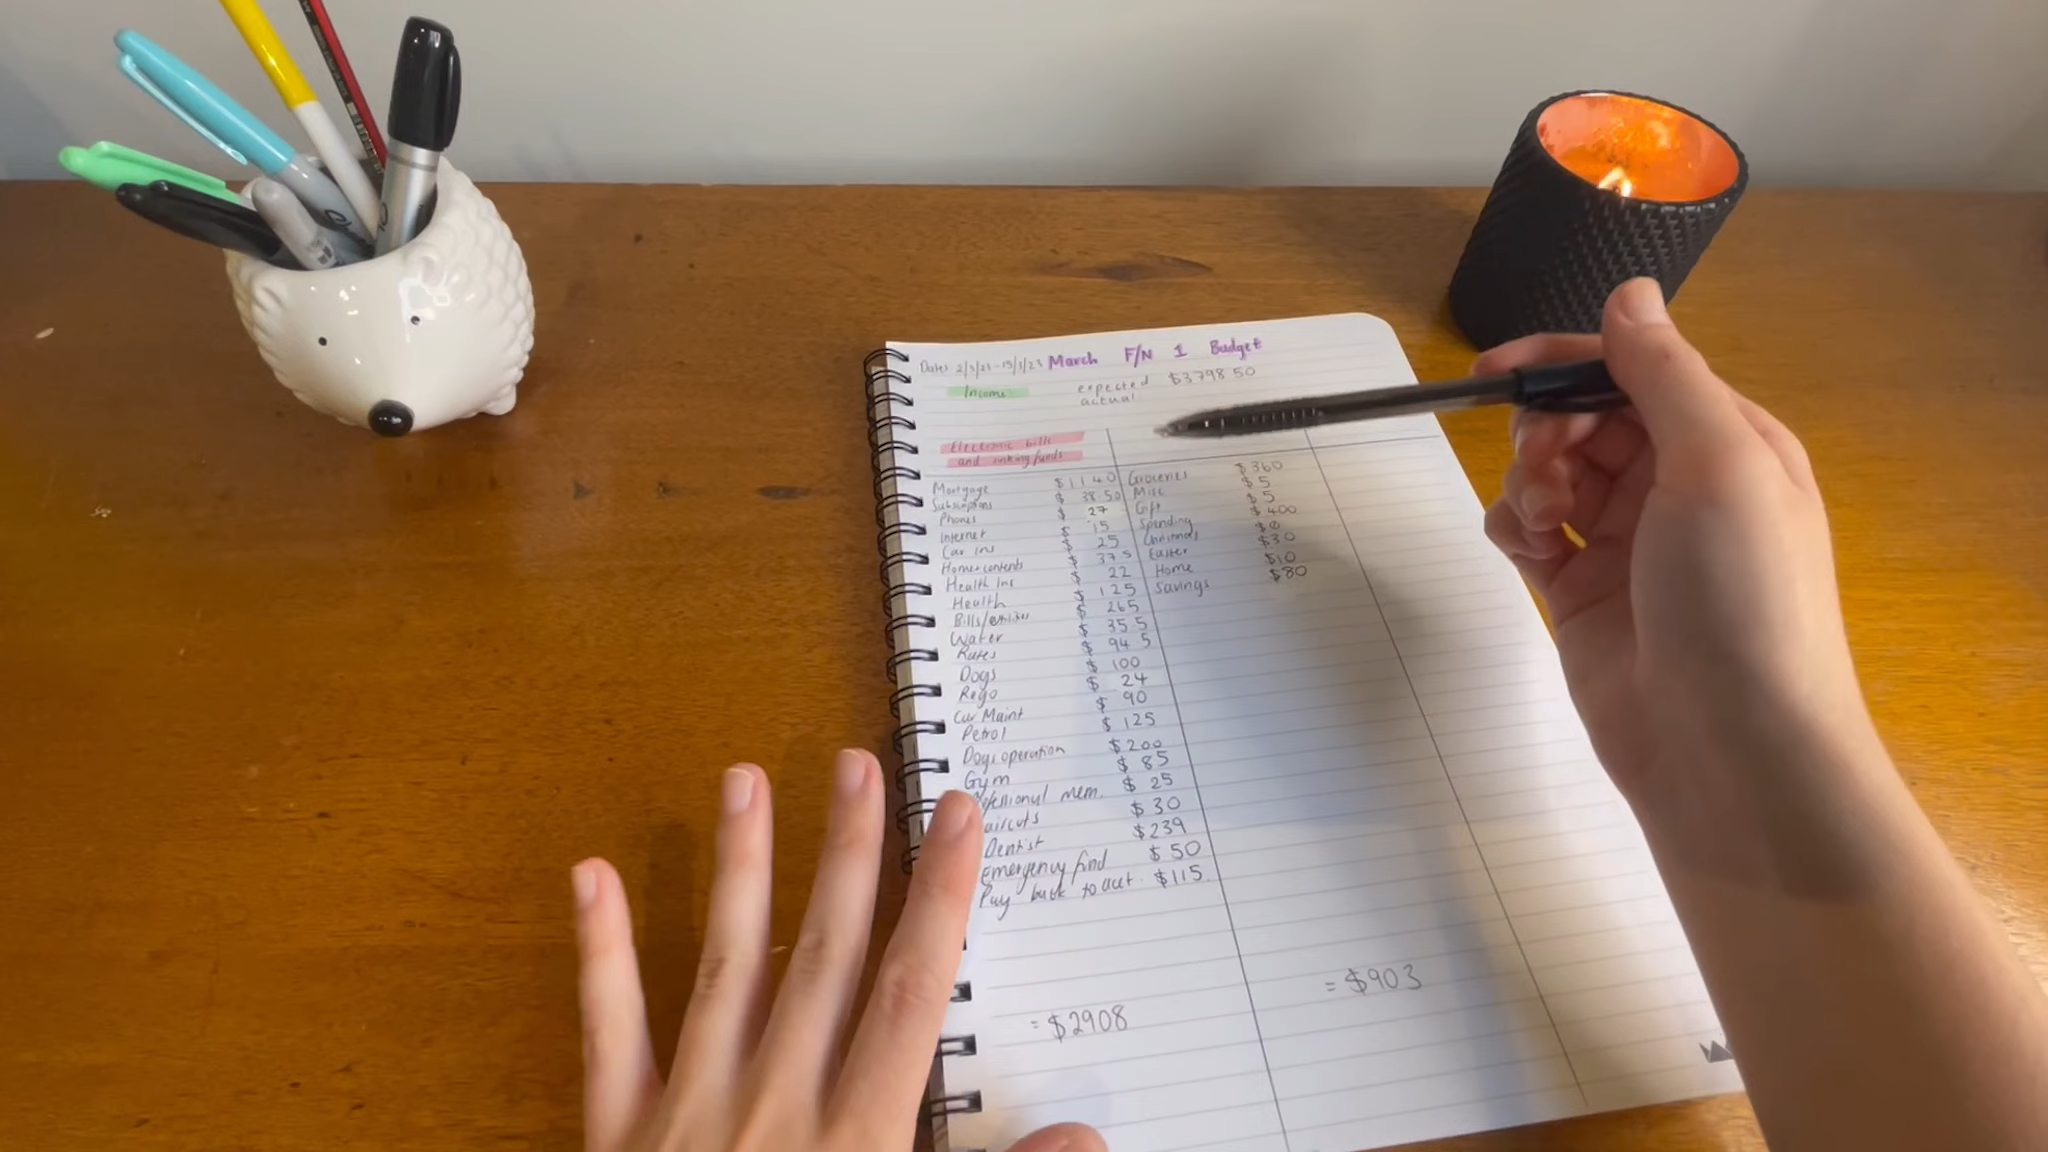 Dates 2/3/23-15/3/23 March F/N 1 Budget
Income expected $3798.50
actual
Electronic bills
and sinking funds
Mortgage $1140 Groceries $360
Subscriptions $ 38.50 Misc $5
Phones $ 27 Gift $5
Internet $ 15 Spending $400
Car ins $ 25 Christmas $0
Home+contents $ 37.5 Easter $30
Health Ins $ 22 Home $10
Health $ 125 Savings $80
Bills/utilities $ 265
Water $ 35.5
Rates $ 94.5
Dogs $ 100
Rego $ 24
Car Maint $ 90
Petrol $ 125
Dogs operation $200
Gym $ 85
ofessional mem. $ 25
aircuts $ 30
Dentist $239
Emergency find $ 50
Pay back to acct. $115.
= $2908 = $903